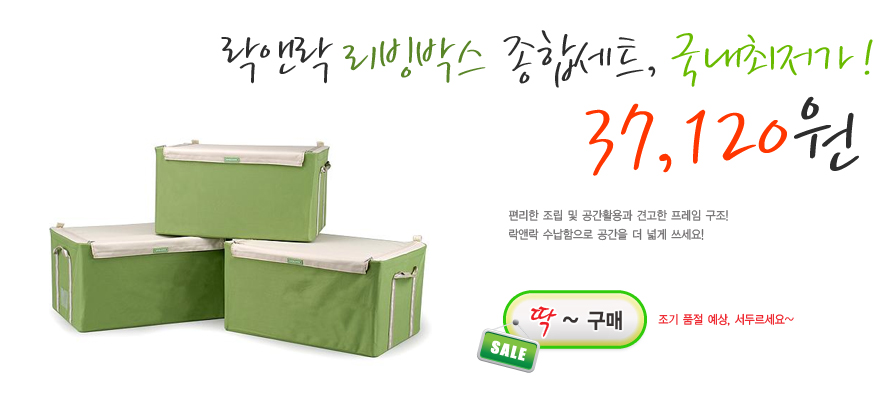 락앤락 리빙박스 종합세트, 국내최저가!
37,120원
편리한 조립 및 공간활용과 견고한 프레임 구조!
락앤락 수납함으로 공간을 더 넓게 쓰세요!
딱 ~ 구매
조기 품절 예상, 서두르세요~
SALE